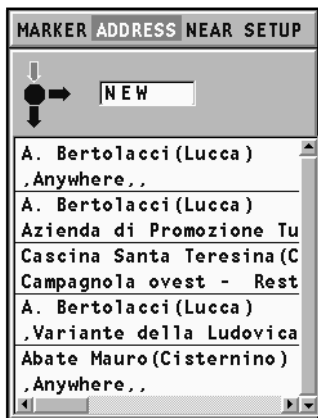 MARKER ADDRESS NEAR SETUP
NEW
A. Bertolacci(Lucca)
,Anywhere,,
A. Bertolacci(Lucca)
Azienda di Promozione Tu
Cascina Santa Teresina(C
Campagnola ovest - Rest
A. Bertolacci(Lucca)
,Variante della Ludovica
Abate Mauro(Cisternino)
,Anywhere,,